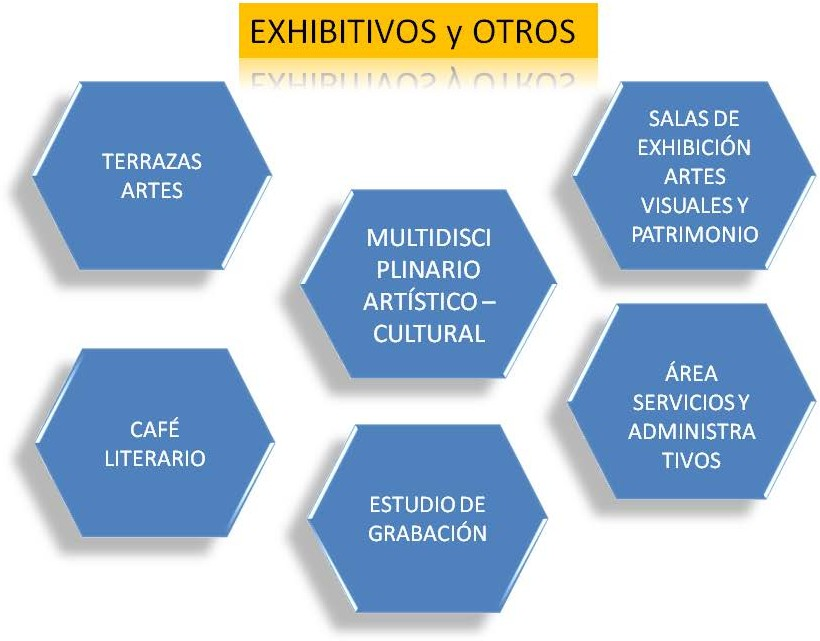 EXHIBITIVOS y OTROS
TERRAZAS
ARTES
SALAS DE
EXHIBICIÓN
ARTES
VISUALES Y
PATRIMONIO
MULTIDISCI
PLINARIO
ARTÍSTICO –
CULTURAL
CAFÉ
LITERARIO
ÁREA
SERVICIOS Y
ADMINISTRA
TIVOS
ESTUDIO DE
GRABACIÓN